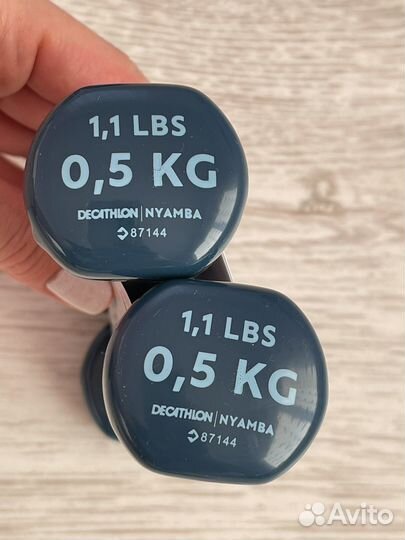 1,1 LBS
0,5 KG
DECATHLON | NYAMBA
87144
1,1 LBS
0,5 KG
DECATHLON | NYAMBA
87144
Avito